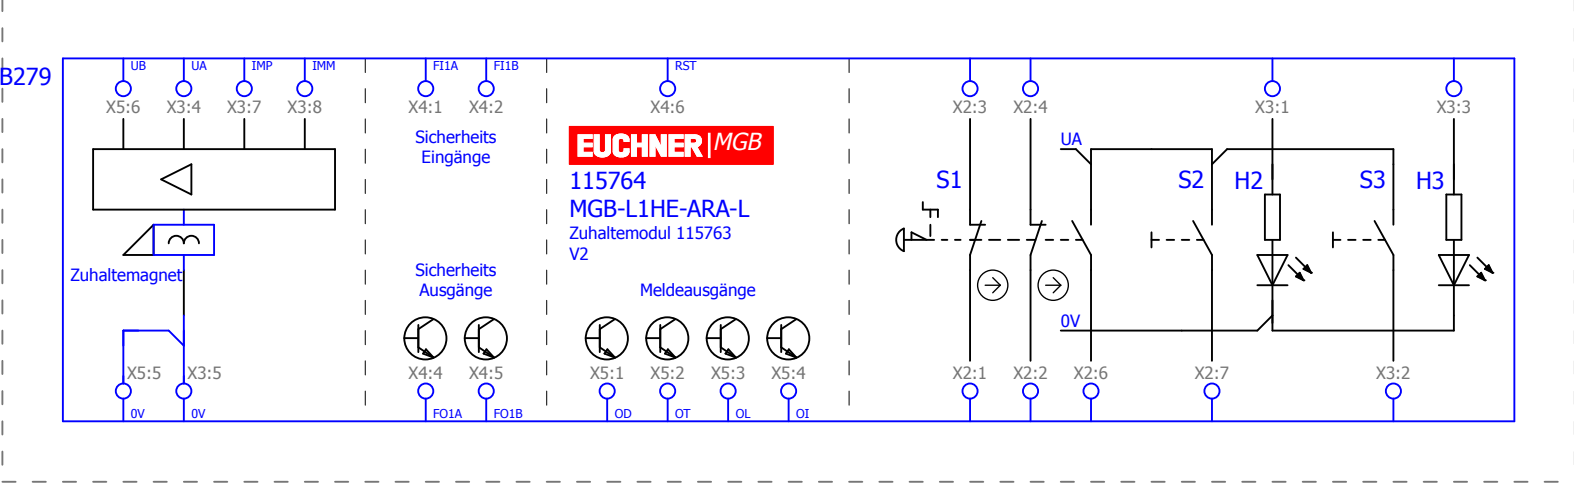 UB UA IMP IMM FI1A FI1B RST
B279
X5:6 X3:4 X3:7 X3:8 X4:1 X4:2 X4:6 X2:3 X2:4 X3:1 X3:3
Sicherheits
Eingänge
EUCHNER|MGB
UA
115764
S1 S2 H2 S3 H3
MGB-L1HE-ARA-L
Zuhaltemodul 115763
V2
Zuhaltemagnet
Sicherheits
Ausgänge
Meldeausgänge
0V
X5:5 X3:5 X4:4 X4:5 X5:1 X5:2 X5:3 X5:4 X2:1 X2:2 X2:6 X2:7 X3:2
0V 0V FO1A FO1B OD OT OL OI